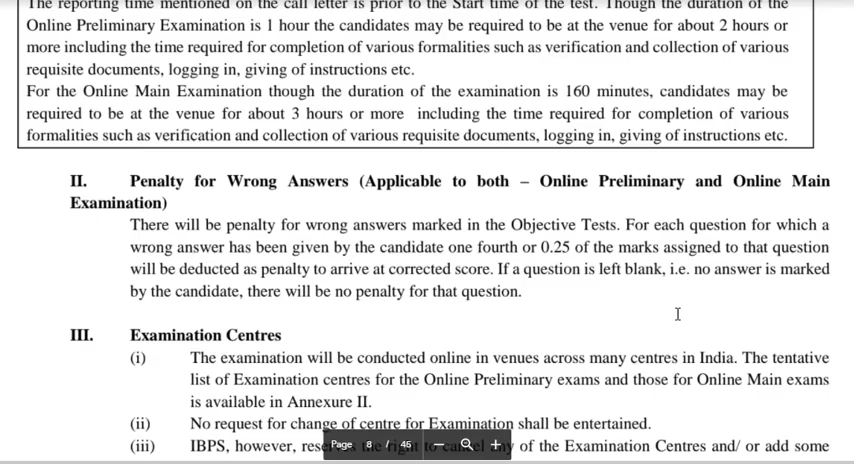 The reporting time mentioned on the call letter is prior to the Start time of the test. Though the duration of the
Online Preliminary Examination is 1 hour the candidates may be required to be at the venue for about 2 hours or
more including the time required for completion of various formalities such as verification and collection of various
requisite documents, logging in, giving of instructions etc.
For the Online Main Examination though the duration of the examination is 160 minutes, candidates may be
required to be at the venue for about 3 hours or more including the time required for completion of various
formalities such as verification and collection of various requisite documents, logging in, giving of instructions etc.
II. Penalty for Wrong Answers (Applicable to both – Online Preliminary and Online Main
Examination)
There will be penalty for wrong answers marked in the Objective Tests. For each question for which a
wrong answer has been given by the candidate one fourth or 0.25 of the marks assigned to that question
will be deducted as penalty to arrive at corrected score. If a question is left blank, i.e. no answer is marked
by the candidate, there will be no penalty for that question.
III. Examination Centres
(i) The examination will be conducted online in venues across many centres in India. The tentative
list of Examination centres for the Online Preliminary exams and those for Online Main exams
is available in Annexure II.
(ii) No request for change of centre for Examination shall be entertained.
(iii) IBPS, however, reserves the right to cancel any of the Examination Centres and/ or add some
Page 8 / 45